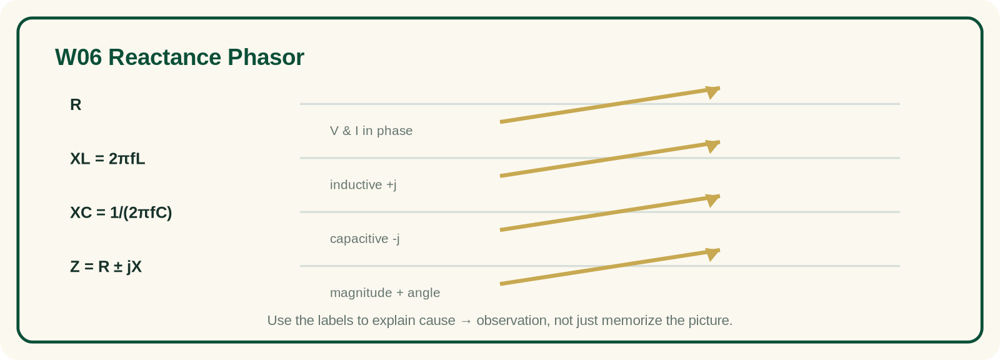 W06 Reactance Phasor
R
V & I in phase
XL = 2πfL
inductive +j
XC = 1/(2πfC)
capacitive -j
Z = R ± jX
magnitude + angle
Use the labels to explain cause → observation, not just memorize the picture.